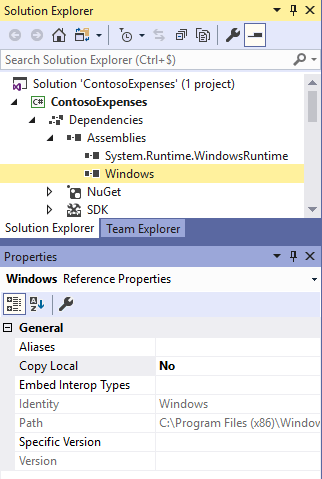 Solution Explorer
Search Solution Explorer (Ctrl+$)
Solution 'ContosoExpenses' (1 project)
C# ContosoExpenses
Dependencies
Assemblies
System.Runtime.WindowsRuntime
Windows
NuGet
SDK
Solution Explorer Team Explorer
Properties
Windows Reference Properties
General
Aliases
Copy Local No
Embed Interop Types
Identity Windows
Path C:\Program Files (x86)\Window
Specific Version
Version